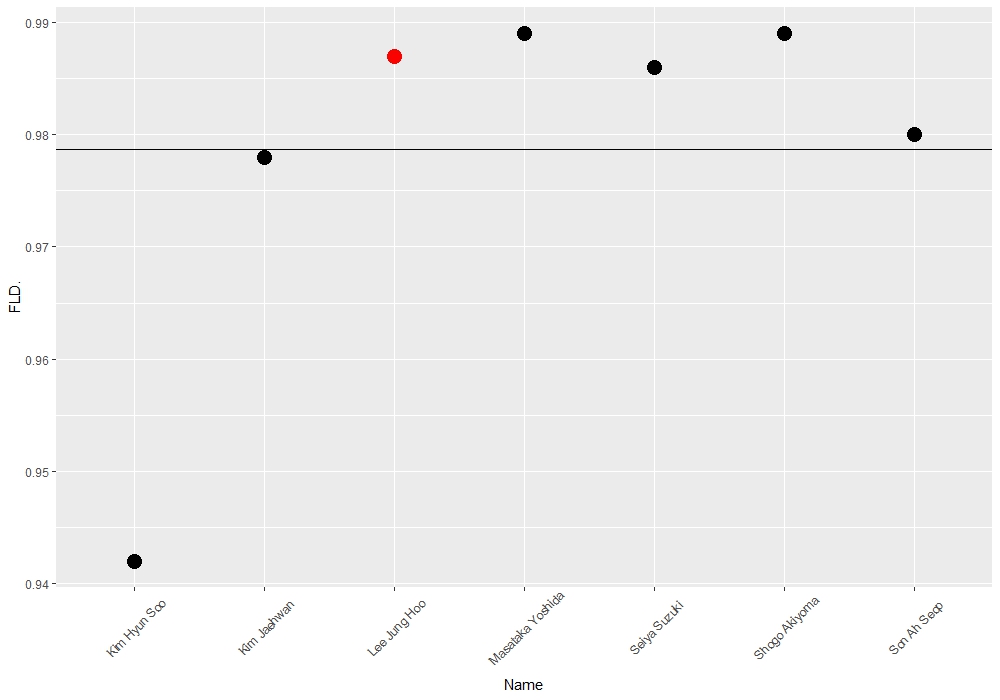 0.99
0.98
0.97
0.96
0.95
0.94
FLD.
Kim Hyun Soo
Kim Jaehwan
Lee Jung Hoo
Masataka Yoshida
Seiya Suzuki
Shogo Akiyoma
Son Ah Seop
Name